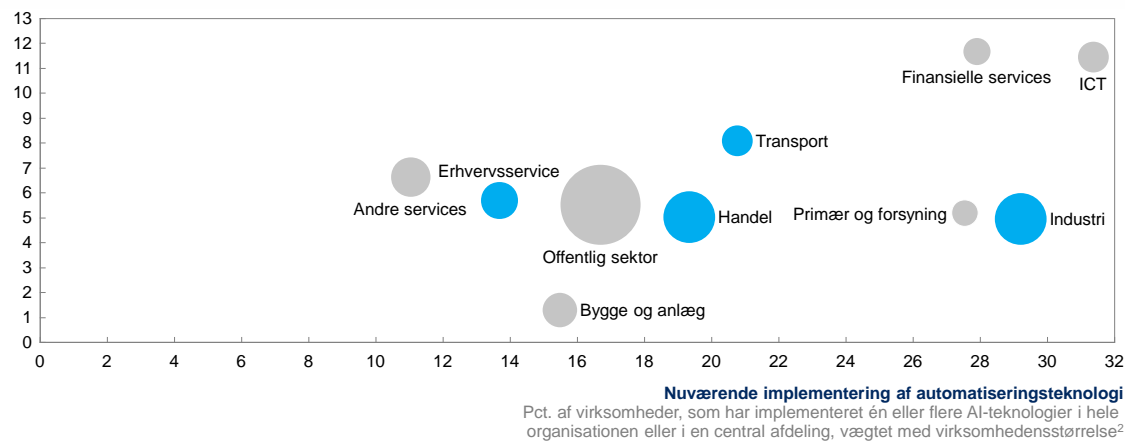 13
12
11
10
9
8
7
6
5
4
3
2
1
0
Finansielle services
ICT
Transport
Erhvervsservice
Andre services
Handel
Primær og forsyning
Industri
Offentlig sektor
Bygge og anlæg
0 2 4 6 8 10 12 14 16 18 20 22 24 26 28 30 32
Nuværende implementering af automatiseringsteknologi
Pct. af virksomheder, som har implementeret én eller flere AI-teknologier i hele
organisationen eller i en central afdeling, vægtet med virksomhedensstørrelse²